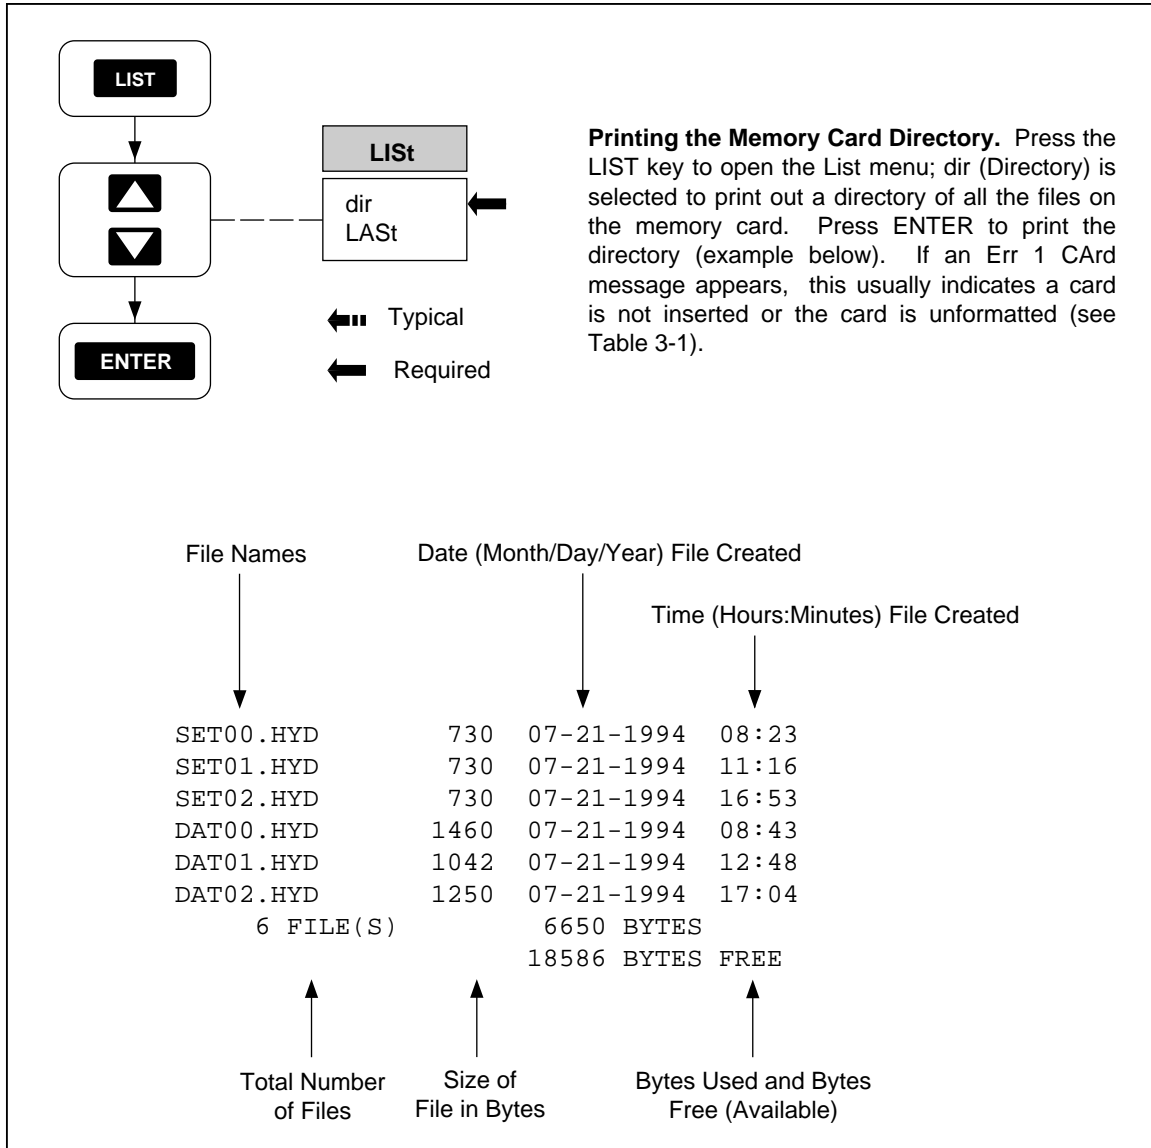 LIST
LISt
dir
LASt
Typical
Required
ENTER
Printing the Memory Card Directory. Press the
LIST key to open the List menu; dir (Directory) is
selected to print out a directory of all the files on
the memory card. Press ENTER to print the
directory (example below). If an Err 1 CArd
message appears, this usually indicates a card
is not inserted or the card is unformatted (see
Table 3-1).
File Names
Date (Month/Day/Year) File Created
Time (Hours:Minutes) File Created
SET00.HYD 730 07-21-1994 08:23
SET01.HYD 730 07-21-1994 11:16
SET02.HYD 730 07-21-1994 16:53
DAT00.HYD 1460 07-21-1994 08:43
DAT01.HYD 1042 07-21-1994 12:48
DAT02.HYD 1250 07-21-1994 17:04
6 FILE(S) 6650 BYTES
18586 BYTES FREE
Total Number
of Files
Size of
File in Bytes
Bytes Used and Bytes
Free (Available)